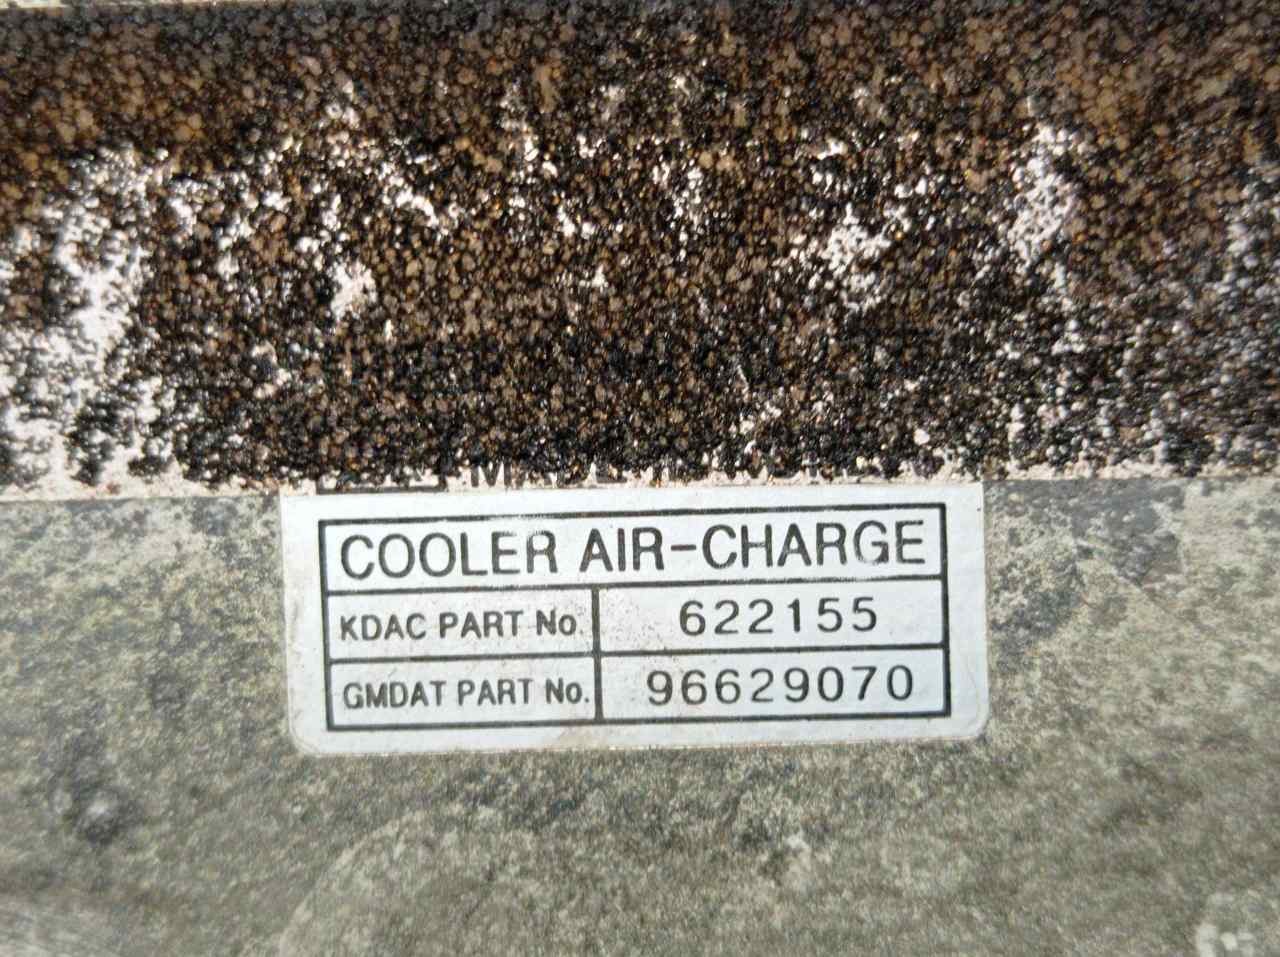 COOLER AIR-CHARGE
KDAC PART No. 622155
GMDAT PART No. 96629070